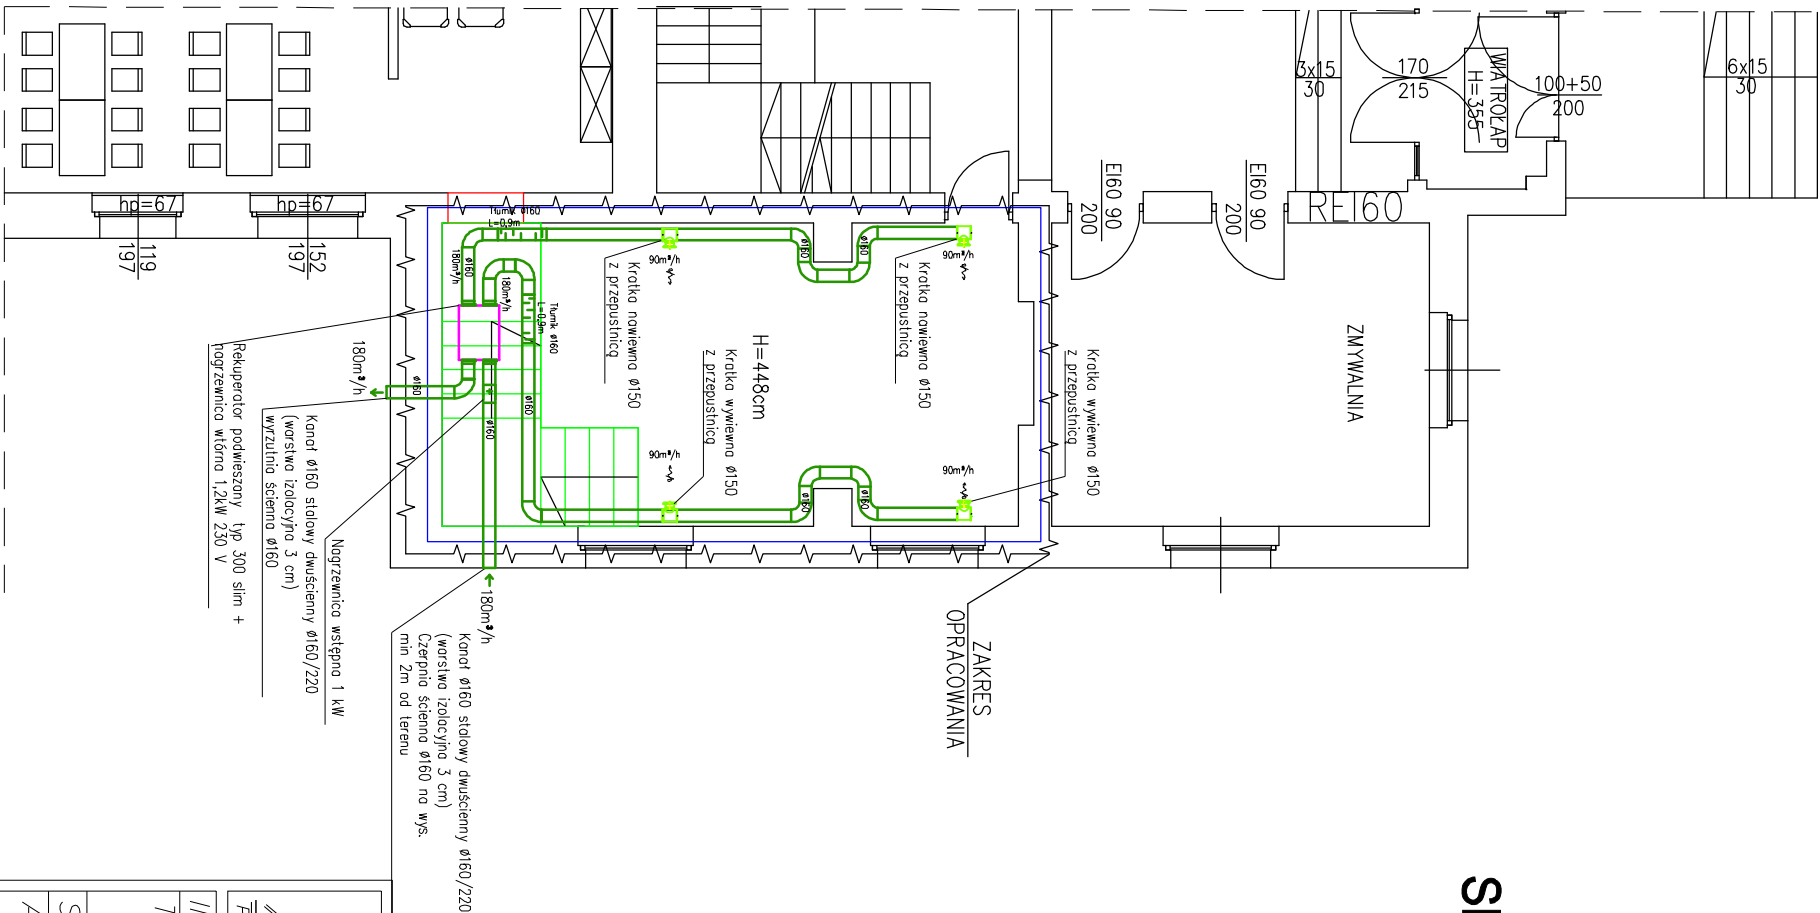 3x15
30
170
215
WIATROŁAP
H=355
100+50
200
6x15
30
EI60 90
200
EI60 90
200
REI60
hp=67
hp=67
119
197
152
197
Tłumik ø160
L=0,9m
ø160
180m³/h
180m³/h
Tłumik ø160
L=0,9m
ø160
ø160
ø160
ø160
ø160
ø160
90m³/h
90m³/h
90m³/h
90m³/h
Kratka nawiewna ø150
z przepustnicą
Kratka nawiewna ø150
z przepustnicą
Kratka wywiewna ø150
z przepustnicą
Kratka wywiewna ø150
z przepustnicą
H=448cm
ZMYWALNIA
180m³/h
180m³/h
Rekuperator podwieszany typ 300 slim +
nagrzewnica wtórna 1,2kW 230 V
Kanał ø160 stalowy dwuścienny ø160/220
(warstwa izolacyjna 3 cm)
wyrzutnia ścienna ø160
Nagrzewnica wstępna 1 kW
Kanał ø160 stalowy dwuścienny ø160/220
(warstwa izolacyjna 3 cm)
Czerpnia ścienna ø160 na wys.
min 2m od terenu
ZAKRES
OPRACOWANIA